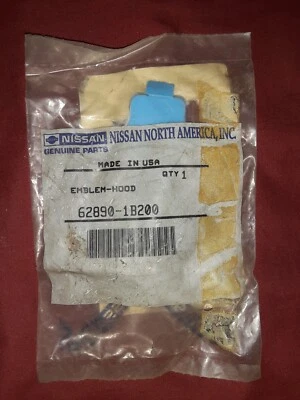 NISSAN NISSAN NORTH AMERICA, INC.
GENUINE PARTS
MADE IN USA
QTY 1
EMBLEM-HOOD
62890-1B200